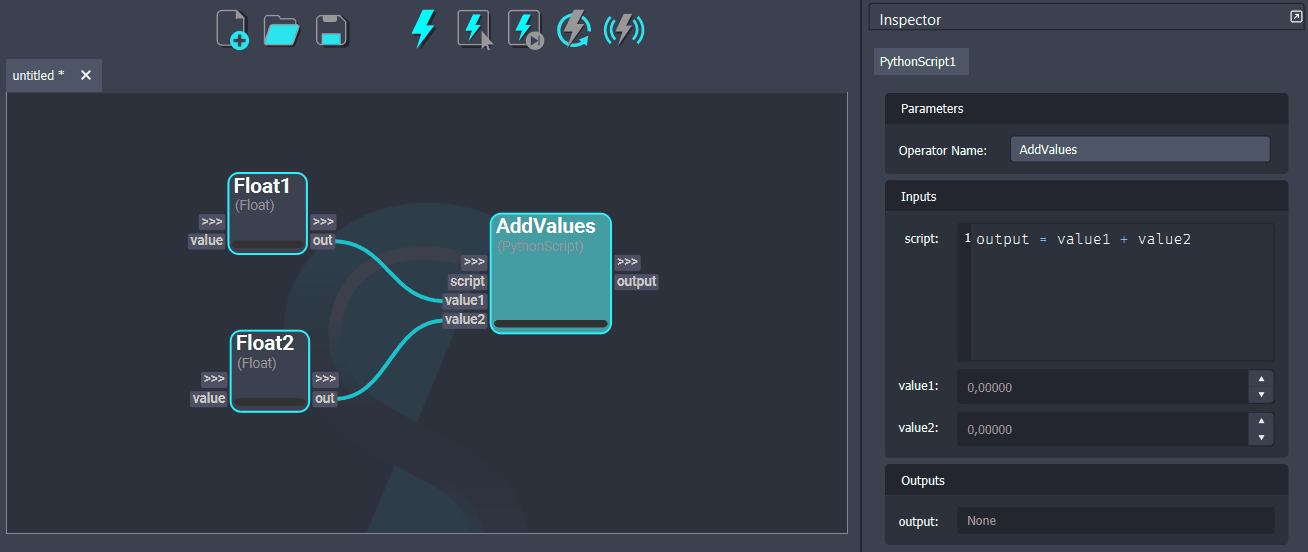 untitled *
Float1
(Float)
>>>
>>>
value
out
Float2
(Float)
>>>
>>>
value
out
AddValues
(PythonScript)
>>>
>>>
script
output
value1
value2
Inspector
PythonScript1
Parameters
Operator Name:
AddValues
Inputs
script:
1 output = value1 + value2
value1:
0,00000
value2:
0,00000
Outputs
output:
None